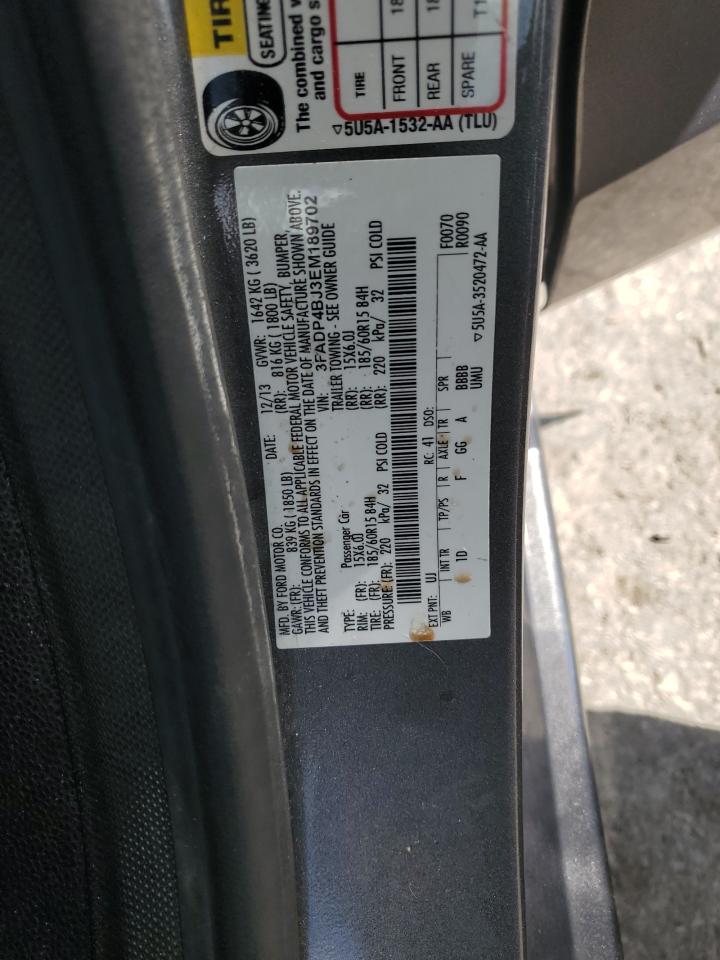 TIR
SEATING
The combined
and cargo s
TIRE
FRONT 18
REAR 18
SPARE T1
▽5U5A-1532-AA (TLU)
MFD. BY FORD MOTOR CO. DATE: 12/13 GVWR: 1642 KG ( 3620 LB)
GAWR: (FR): 839 KG ( 1850 LB) (RR): 816 KG ( 1800 LB)
THIS VEHICLE CONFORMS TO ALL APPLICABLE FEDERAL MOTOR VEHICLE SAFETY, BUMPER,
AND THEFT PREVENTION STANDARDS IN EFFECT ON THE DATE OF MANUFACTURE SHOWN ABOVE.
VIN: 3FADP4BJ3EM189702
TYPE: Passenger Car TRAILER TOWING - SEE OWNER GUIDE
RIM: (FR): 15X6.0J (RR): 15X6.0J
TIRE: (FR): 185/60R15 84H (RR): 185/60R15 84H
PRESSURE:(FR): 220 kPa/ 32 PSI COLD (RR): 220 kPa/ 32 PSI COLD
EXT PNT: UJ RC: 41 DSO: F0070
R0090
WB INT TR TP/PS R AXLE TR SPR
1D F GG A BBBB
UMU
▽5U5A-3520472-AA